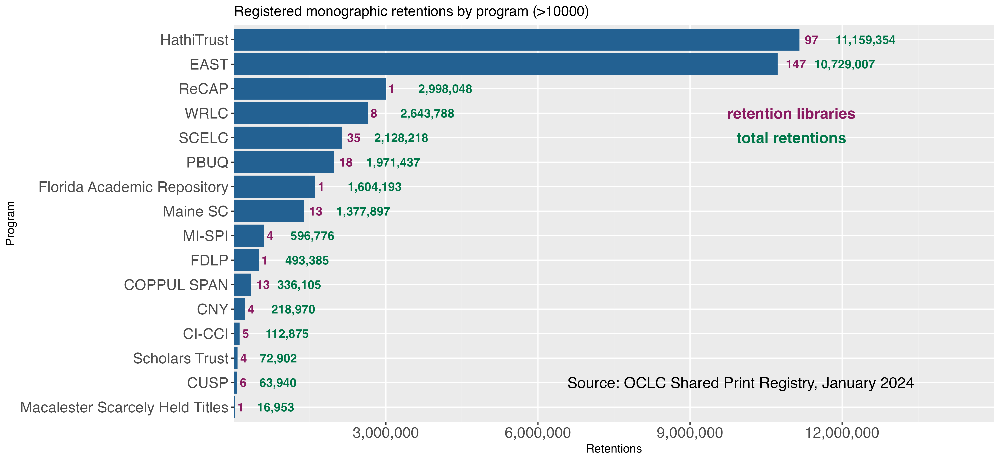 Registered monographic retentions by program (>10000)
HathiTrust 97 11,159,354
EAST 147 10,729,007
ReCAP 1 2,998,048
WRLC 8 2,643,788 retention libraries
SCELC 35 2,128,218 total retentions
PBUQ 18 1,971,437
Florida Academic Repository 1 1,604,193
Maine SC 13 1,377,897
MI-SPI 4 596,776
Program
FDLP 1 493,385
COPPUL SPAN 13 336,105
CNY 4 218,970
CI-CCI 5 112,875
Scholars Trust 4 72,902
CUSP 6 63,940 Source: OCLC Shared Print Registry, January 2024
Macalester Scarcely Held Titles 1 16,953
3,000,000 6,000,000 9,000,000 12,000,000
Retentions